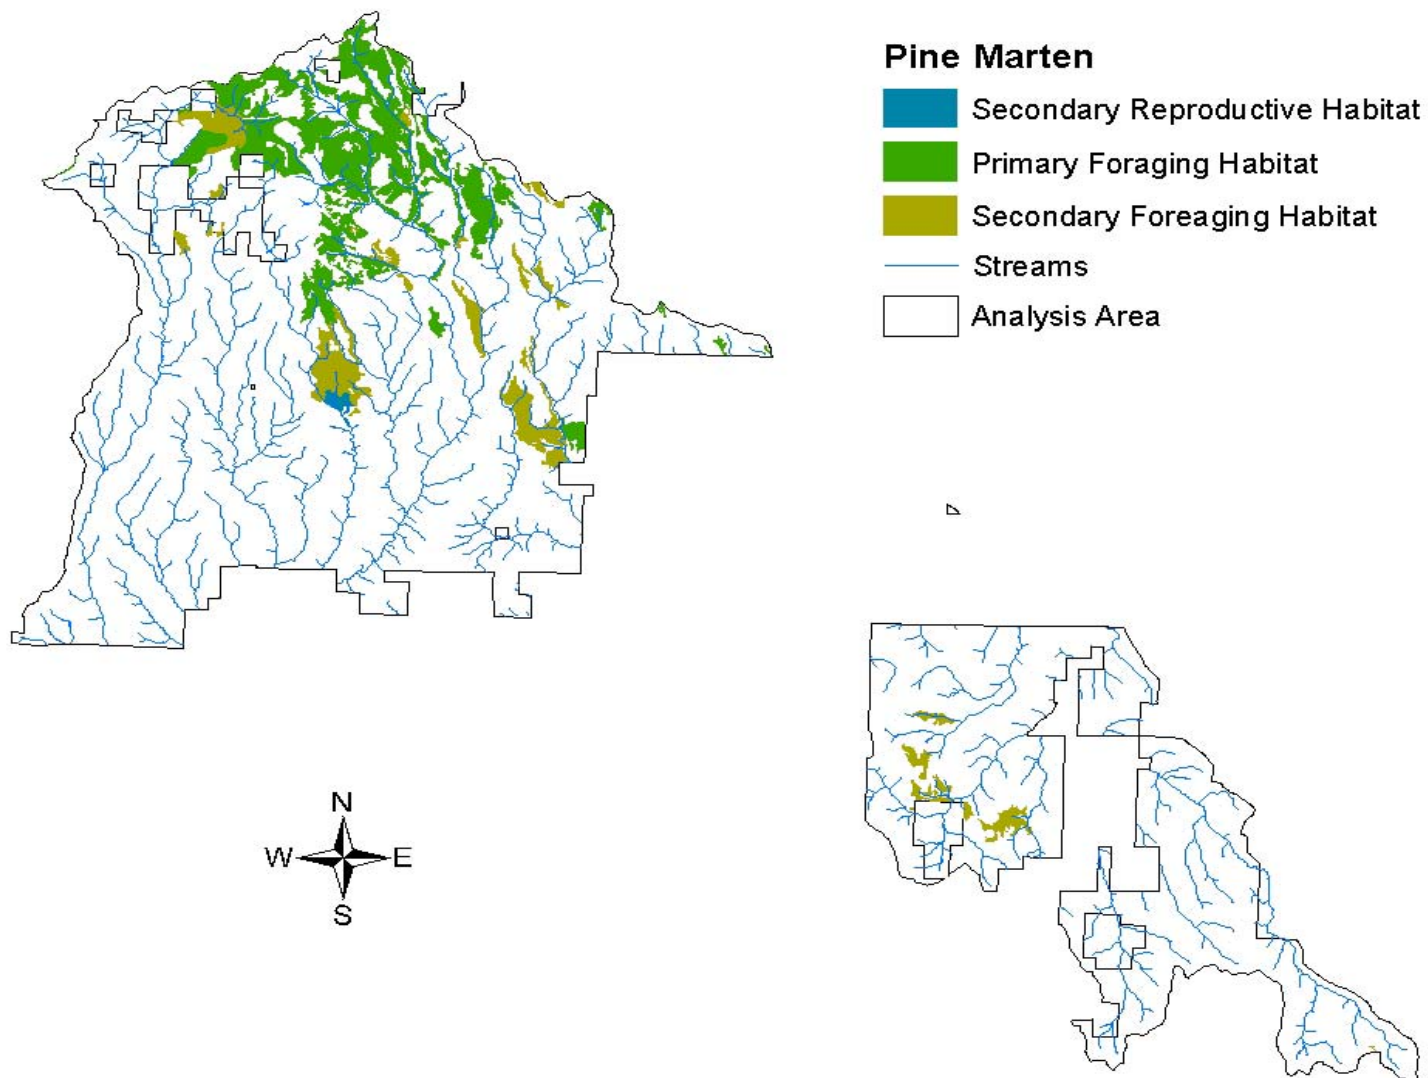 Pine Marten
Secondary Reproductive Habitat
Primary Foraging Habitat
Secondary Foreaging Habitat
Streams
Analysis Area
N
W E
S